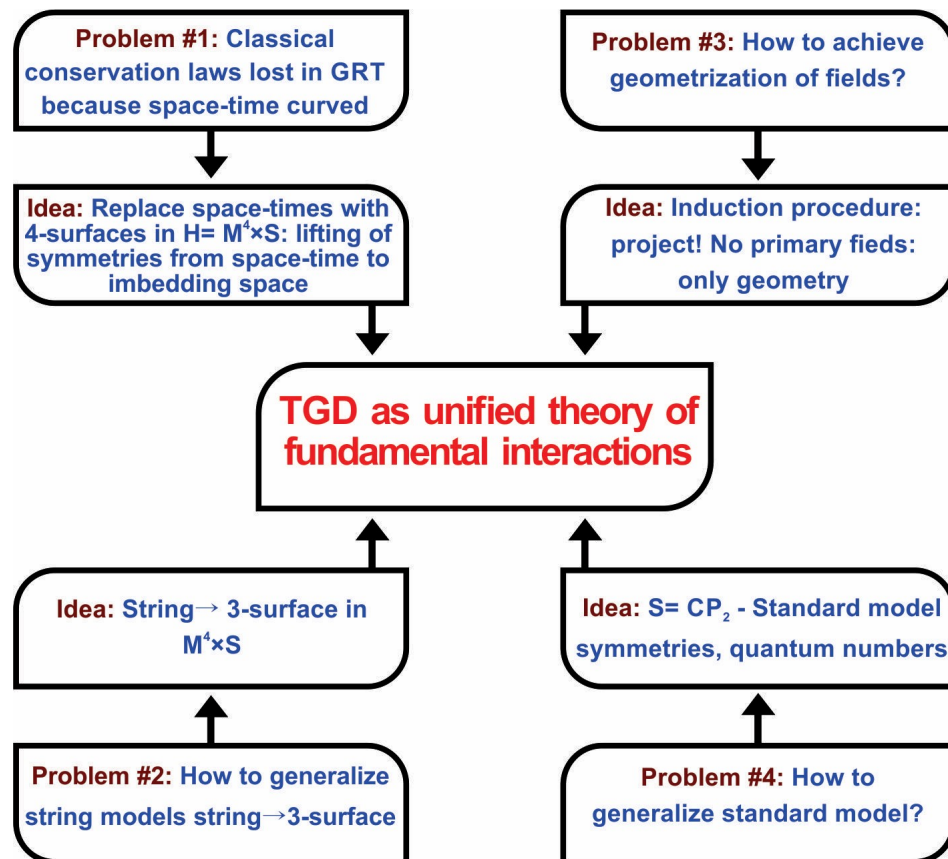 Problem #1: Classical
conservation laws lost in GRT
because space-time curved
Problem #3: How to achieve
geometrization of fields?
Idea: Replace space-times with
4-surfaces in H= M⁴×S: lifting of
symmetries from space-time to
imbedding space
Idea: Induction procedure:
project! No primary fieds:
only geometry
TGD as unified theory of
fundamental interactions
Idea: String→ 3-surface in
M⁴×S
Idea: S= CP₂ - Standard model
symmetries, quantum numbers
Problem #2: How to generalize
string models string→3-surface
Problem #4: How to
generalize standard model?